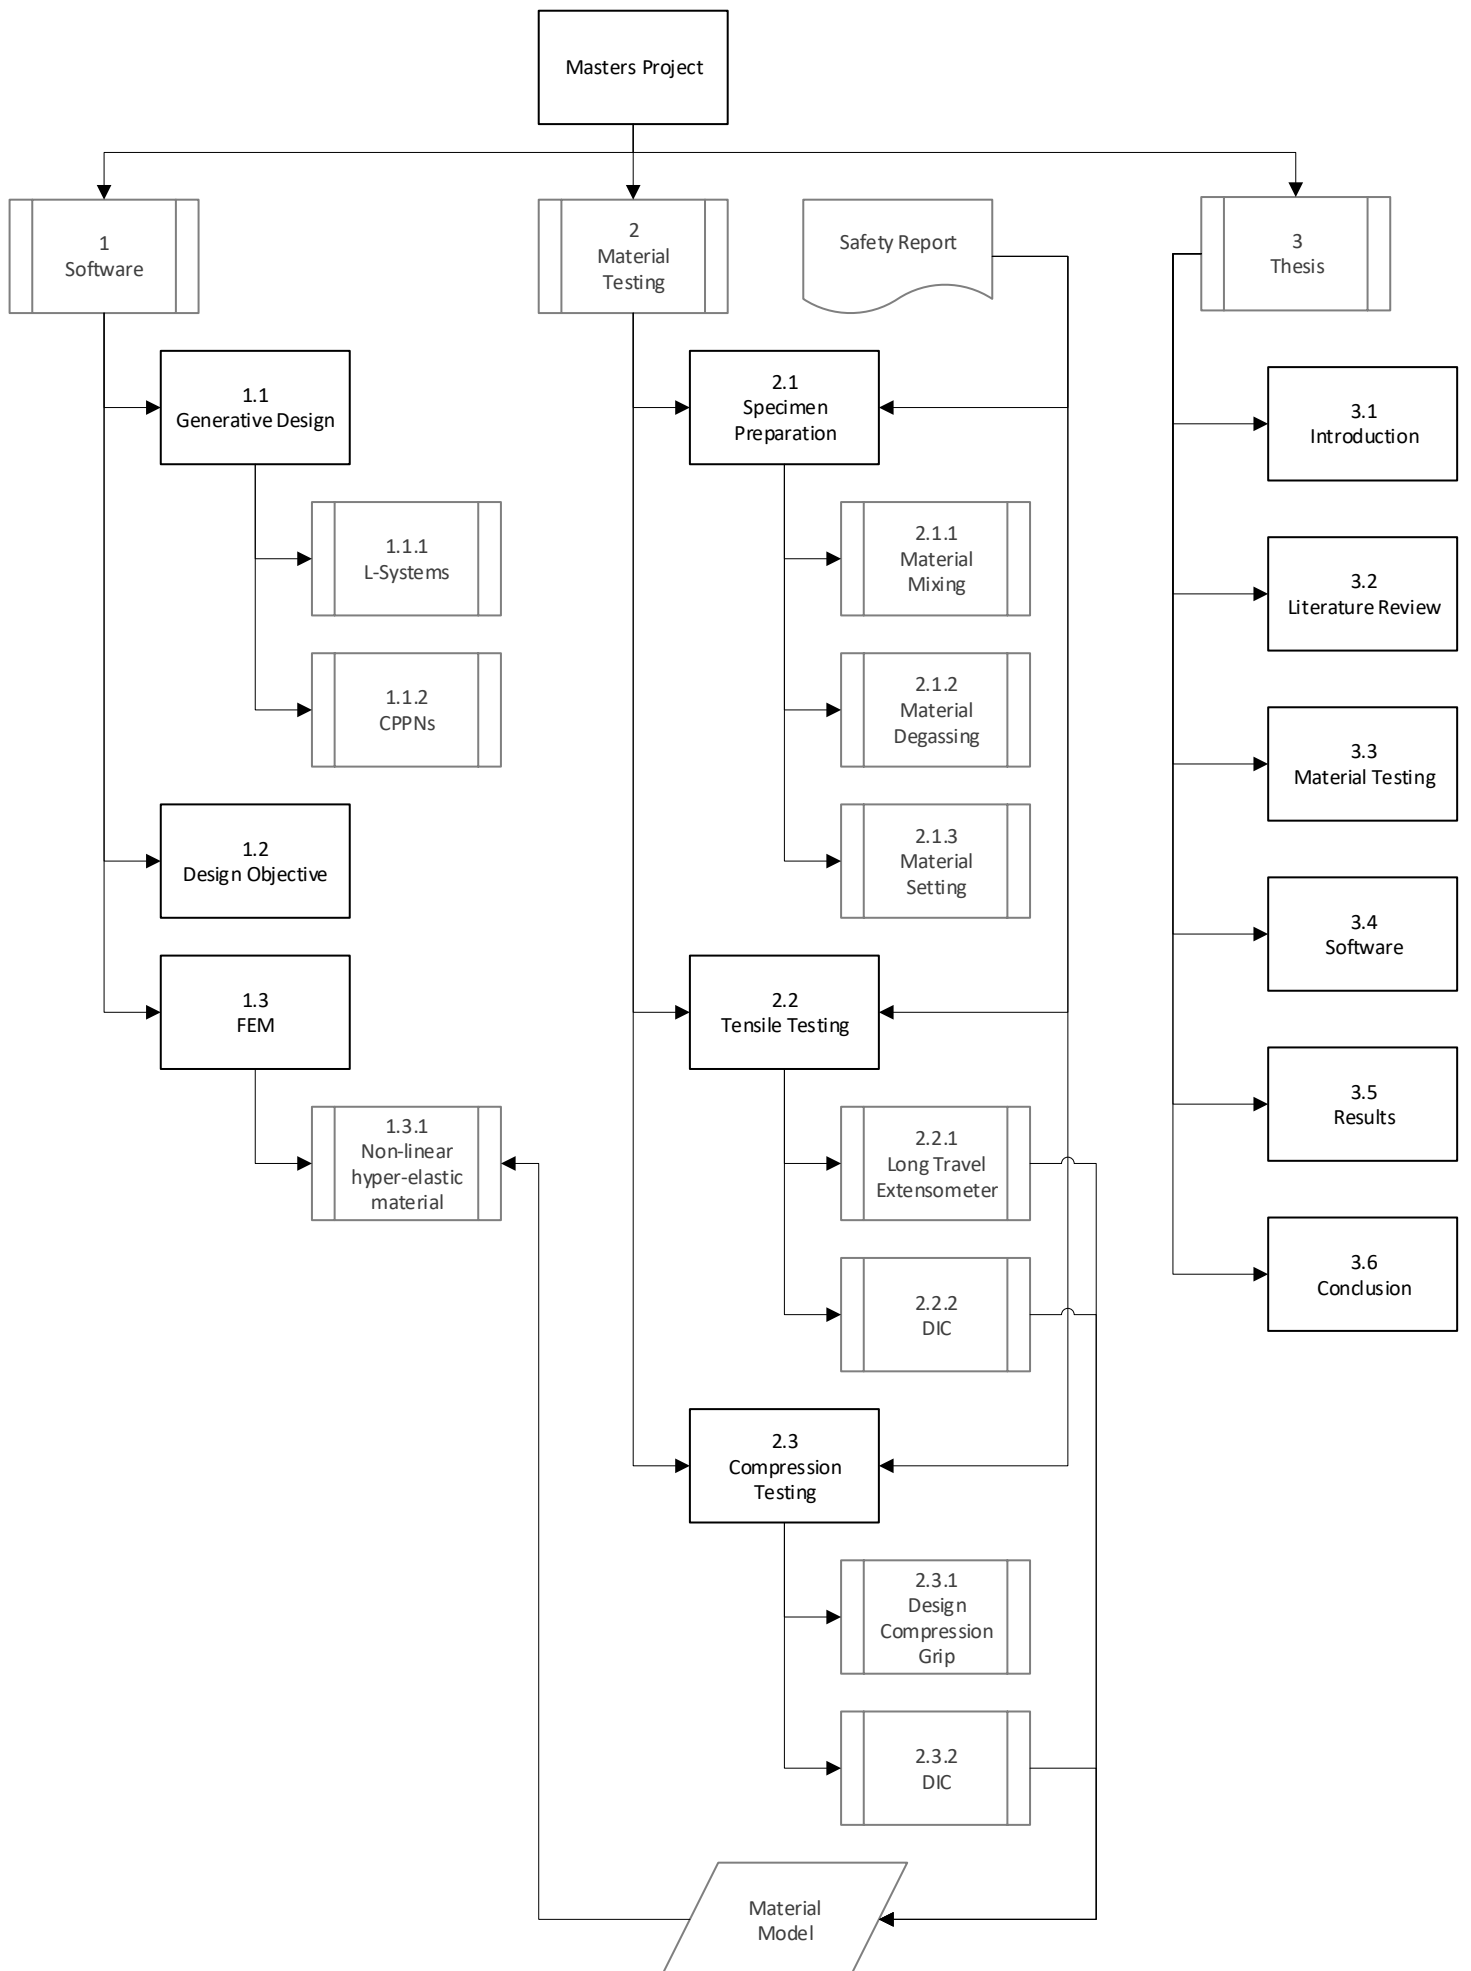 Masters Project
1
Software
2
Material
Testing
Safety Report
3
Thesis
1.1
Generative Design
1.1.1
L-Systems
1.1.2
CPPNs
1.2
Design Objective
1.3
FEM
1.3.1
Non-linear
hyper-elastic
material
2.1
Specimen
Preparation
2.1.1
Material
Mixing
2.1.2
Material
Degassing
2.1.3
Material
Setting
2.2
Tensile Testing
2.2.1
Long Travel
Extensometer
2.2.2
DIC
2.3
Compression
Testing
2.3.1
Design
Compression
Grip
2.3.2
DIC
Material
Model
3.1
Introduction
3.2
Literature Review
3.3
Material Testing
3.4
Software
3.5
Results
3.6
Conclusion